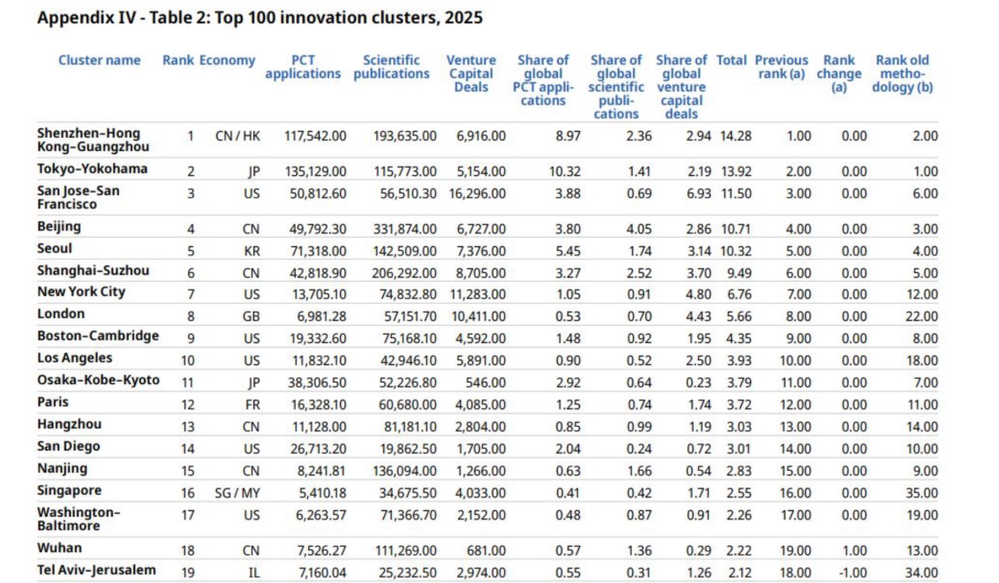 Appendix IV - Table 2: Top 100 innovation clusters, 2025
Cluster name Rank Economy PCT applications Scientific publications Venture Capital Deals Share of global PCT appli-cations Share of global scientific publi-cations Share of global venture capital deals Total Previous rank (a) Rank change (a) Rank old metho-dology (b)
Shenzhen–Hong Kong–Guangzhou 1 CN / HK 117,542.00 193,635.00 6,916.00 8.97 2.36 2.94 14.28 1.00 0.00 2.00
Tokyo–Yokohama 2 JP 135,129.00 115,773.00 5,154.00 10.32 1.41 2.19 13.92 2.00 0.00 1.00
San Jose–San Francisco 3 US 50,812.60 56,510.30 16,296.00 3.88 0.69 6.93 11.50 3.00 0.00 6.00
Beijing 4 CN 49,792.30 331,874.00 6,727.00 3.80 4.05 2.86 10.71 4.00 0.00 3.00
Seoul 5 KR 71,318.00 142,509.00 7,376.00 5.45 1.74 3.14 10.32 5.00 0.00 4.00
Shanghai–Suzhou 6 CN 42,818.90 206,292.00 8,705.00 3.27 2.52 3.70 9.49 6.00 0.00 5.00
New York City 7 US 13,705.10 74,832.80 11,283.00 1.05 0.91 4.80 6.76 7.00 0.00 12.00
London 8 GB 6,981.28 57,151.70 10,411.00 0.53 0.70 4.43 5.66 8.00 0.00 22.00
Boston–Cambridge 9 US 19,332.60 75,168.10 4,592.00 1.48 0.92 1.95 4.35 9.00 0.00 8.00
Los Angeles 10 US 11,832.10 42,946.10 5,891.00 0.90 0.52 2.50 3.93 10.00 0.00 18.00
Osaka–Kobe–Kyoto 11 JP 38,306.50 52,226.80 546.00 2.92 0.64 0.23 3.79 11.00 0.00 7.00
Paris 12 FR 16,328.10 60,680.00 4,085.00 1.25 0.74 1.74 3.72 12.00 0.00 11.00
Hangzhou 13 CN 11,128.00 81,181.10 2,804.00 0.85 0.99 1.19 3.03 13.00 0.00 14.00
San Diego 14 US 26,713.20 19,862.50 1,705.00 2.04 0.24 0.72 3.01 14.00 0.00 10.00
Nanjing 15 CN 8,241.81 136,094.00 1,266.00 0.63 1.66 0.54 2.83 15.00 0.00 9.00
Singapore 16 SG / MY 5,410.18 34,675.50 4,033.00 0.41 0.42 1.71 2.55 16.00 0.00 35.00
Washington–Baltimore 17 US 6,263.57 71,366.70 2,152.00 0.48 0.87 0.91 2.26 17.00 0.00 19.00
Wuhan 18 CN 7,526.27 111,269.00 681.00 0.57 1.36 0.29 2.22 19.00 1.00 13.00
Tel Aviv–Jerusalem 19 IL 7,160.04 25,232.50 2,974.00 0.55 0.31 1.26 2.12 18.00 -1.00 34.00